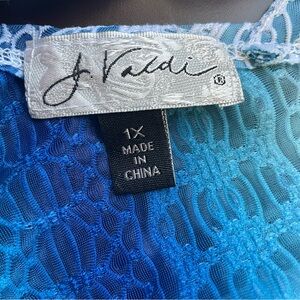 J. Valdi ®
1X
MADE
IN
CHINA